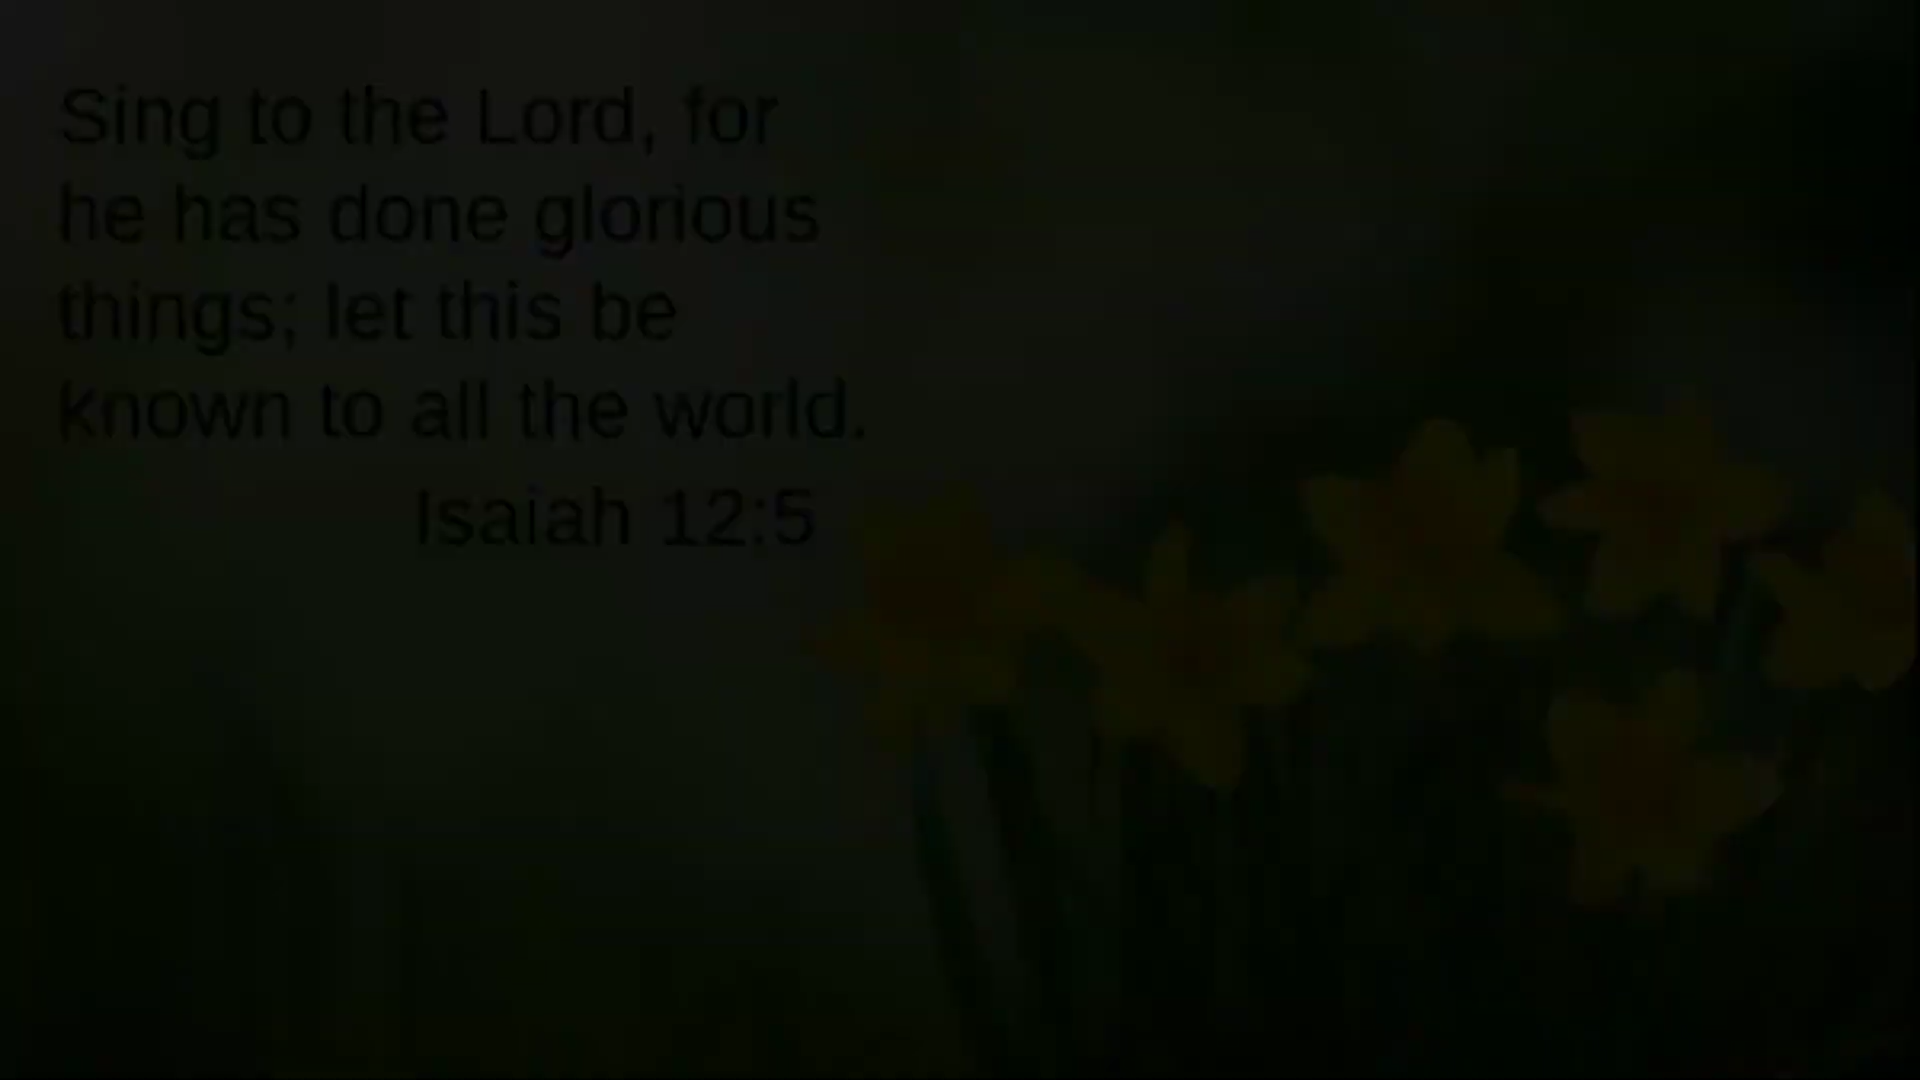 Sing to the Lord, for
he has done glorious
things; let this be
known to all the world.
Isaiah 12:5